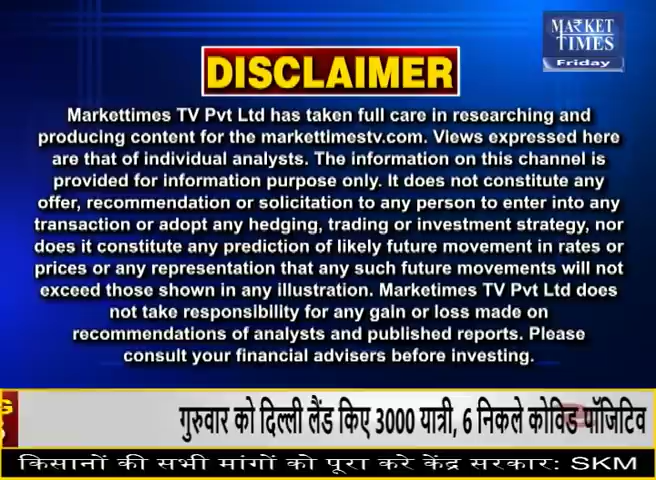 MARKET
TIMES
Friday
DISCLAIMER
Markettimes TV Pvt Ltd has taken full care in researching and
producing content for the markettImestv.com. VIews expressed here
are that of individual analysts. The information on this channel is
provided for information purpose only. It does not constitute any
offer, recommendation or solicitation to any person to enter into any
transaction or adopt any hedging, trading or investment strategy, nor
does it constitute any prediction of likely future movement in rates or
prices or any representation that any such future movements will not
exceed those shown in any illustration. Marketimes TV Pvt Ltd does
not take responsIbility for any gain or loss made on
recommendations of analysts and published reports. Please
consult your financial advisers before investing.
गुरुवार को दिल्ली लैंड किए 3000 यात्री, 6 निकले कोविड पॉजिटिव
किसानों की सभी मांगों को पूरा करे केंद्र सरकार: SKM